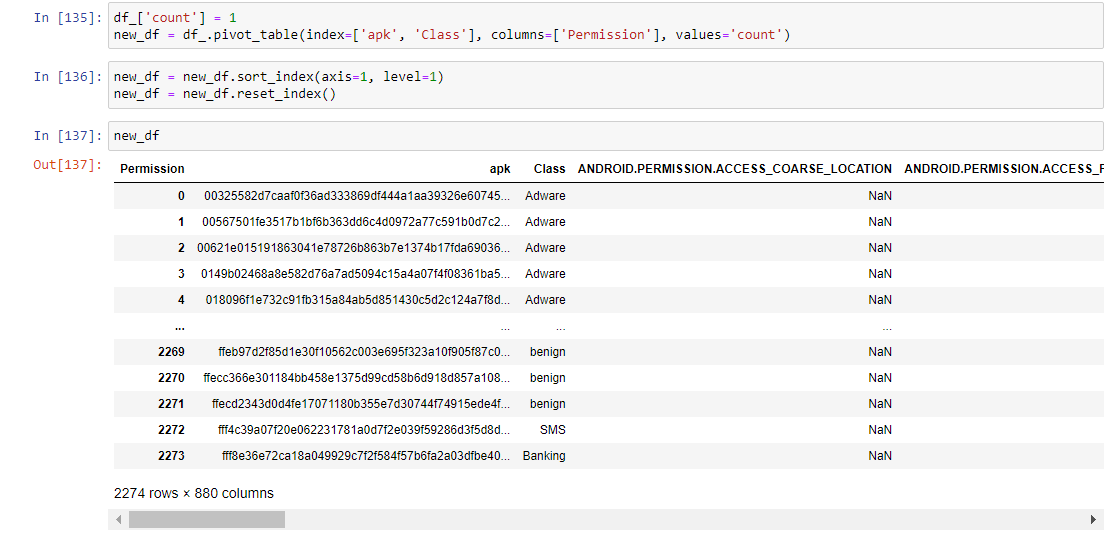 In [135]: df_['count'] = 1
new_df = df_.pivot_table(index=['apk', 'Class'], columns=['Permission'], values='count')
In [136]: new_df = new_df.sort_index(axis=1, level=1)
new_df = new_df.reset_index()
In [137]: new_df
Out[137]:
Permission apk Class ANDROID.PERMISSION.ACCESS_COARSE_LOCATION ANDROID.PERMISSION.ACCESS_F
0 00325582d7caaf0f36ad333869df444a1aa39326e60745... Adware NaN
1 00567501fe3517b1bf6b363dd6c4d0972a77c591b0d7c2... Adware NaN
2 00621e015191863041e78726b863b7e1374b17fda69036... Adware NaN
3 0149b02468a8e582d76a7ad5094c15a4a07f4f08361ba5... Adware NaN
4 018096f1e732c91fb315a84ab5d851430c5d2c124a7f8d... Adware NaN
... ... ... ...
2269 ffeb97d2f85d1e30f10562c003e695f323a10f905f87c0... benign NaN
2270 ffecc366e301184bb458e1375d99cd58b6d918d857a108... benign NaN
2271 ffecd2343d0d4fe17071180b355e7d30744f74915ede4f... benign NaN
2272 fff4c39a07f20e062231781a0d7f2e039f59286d3f5d8d... SMS NaN
2273 fff8e36e72ca18a049929c7f2f584f57b6fa2a03dfbe40... Banking NaN
2274 rows × 880 columns